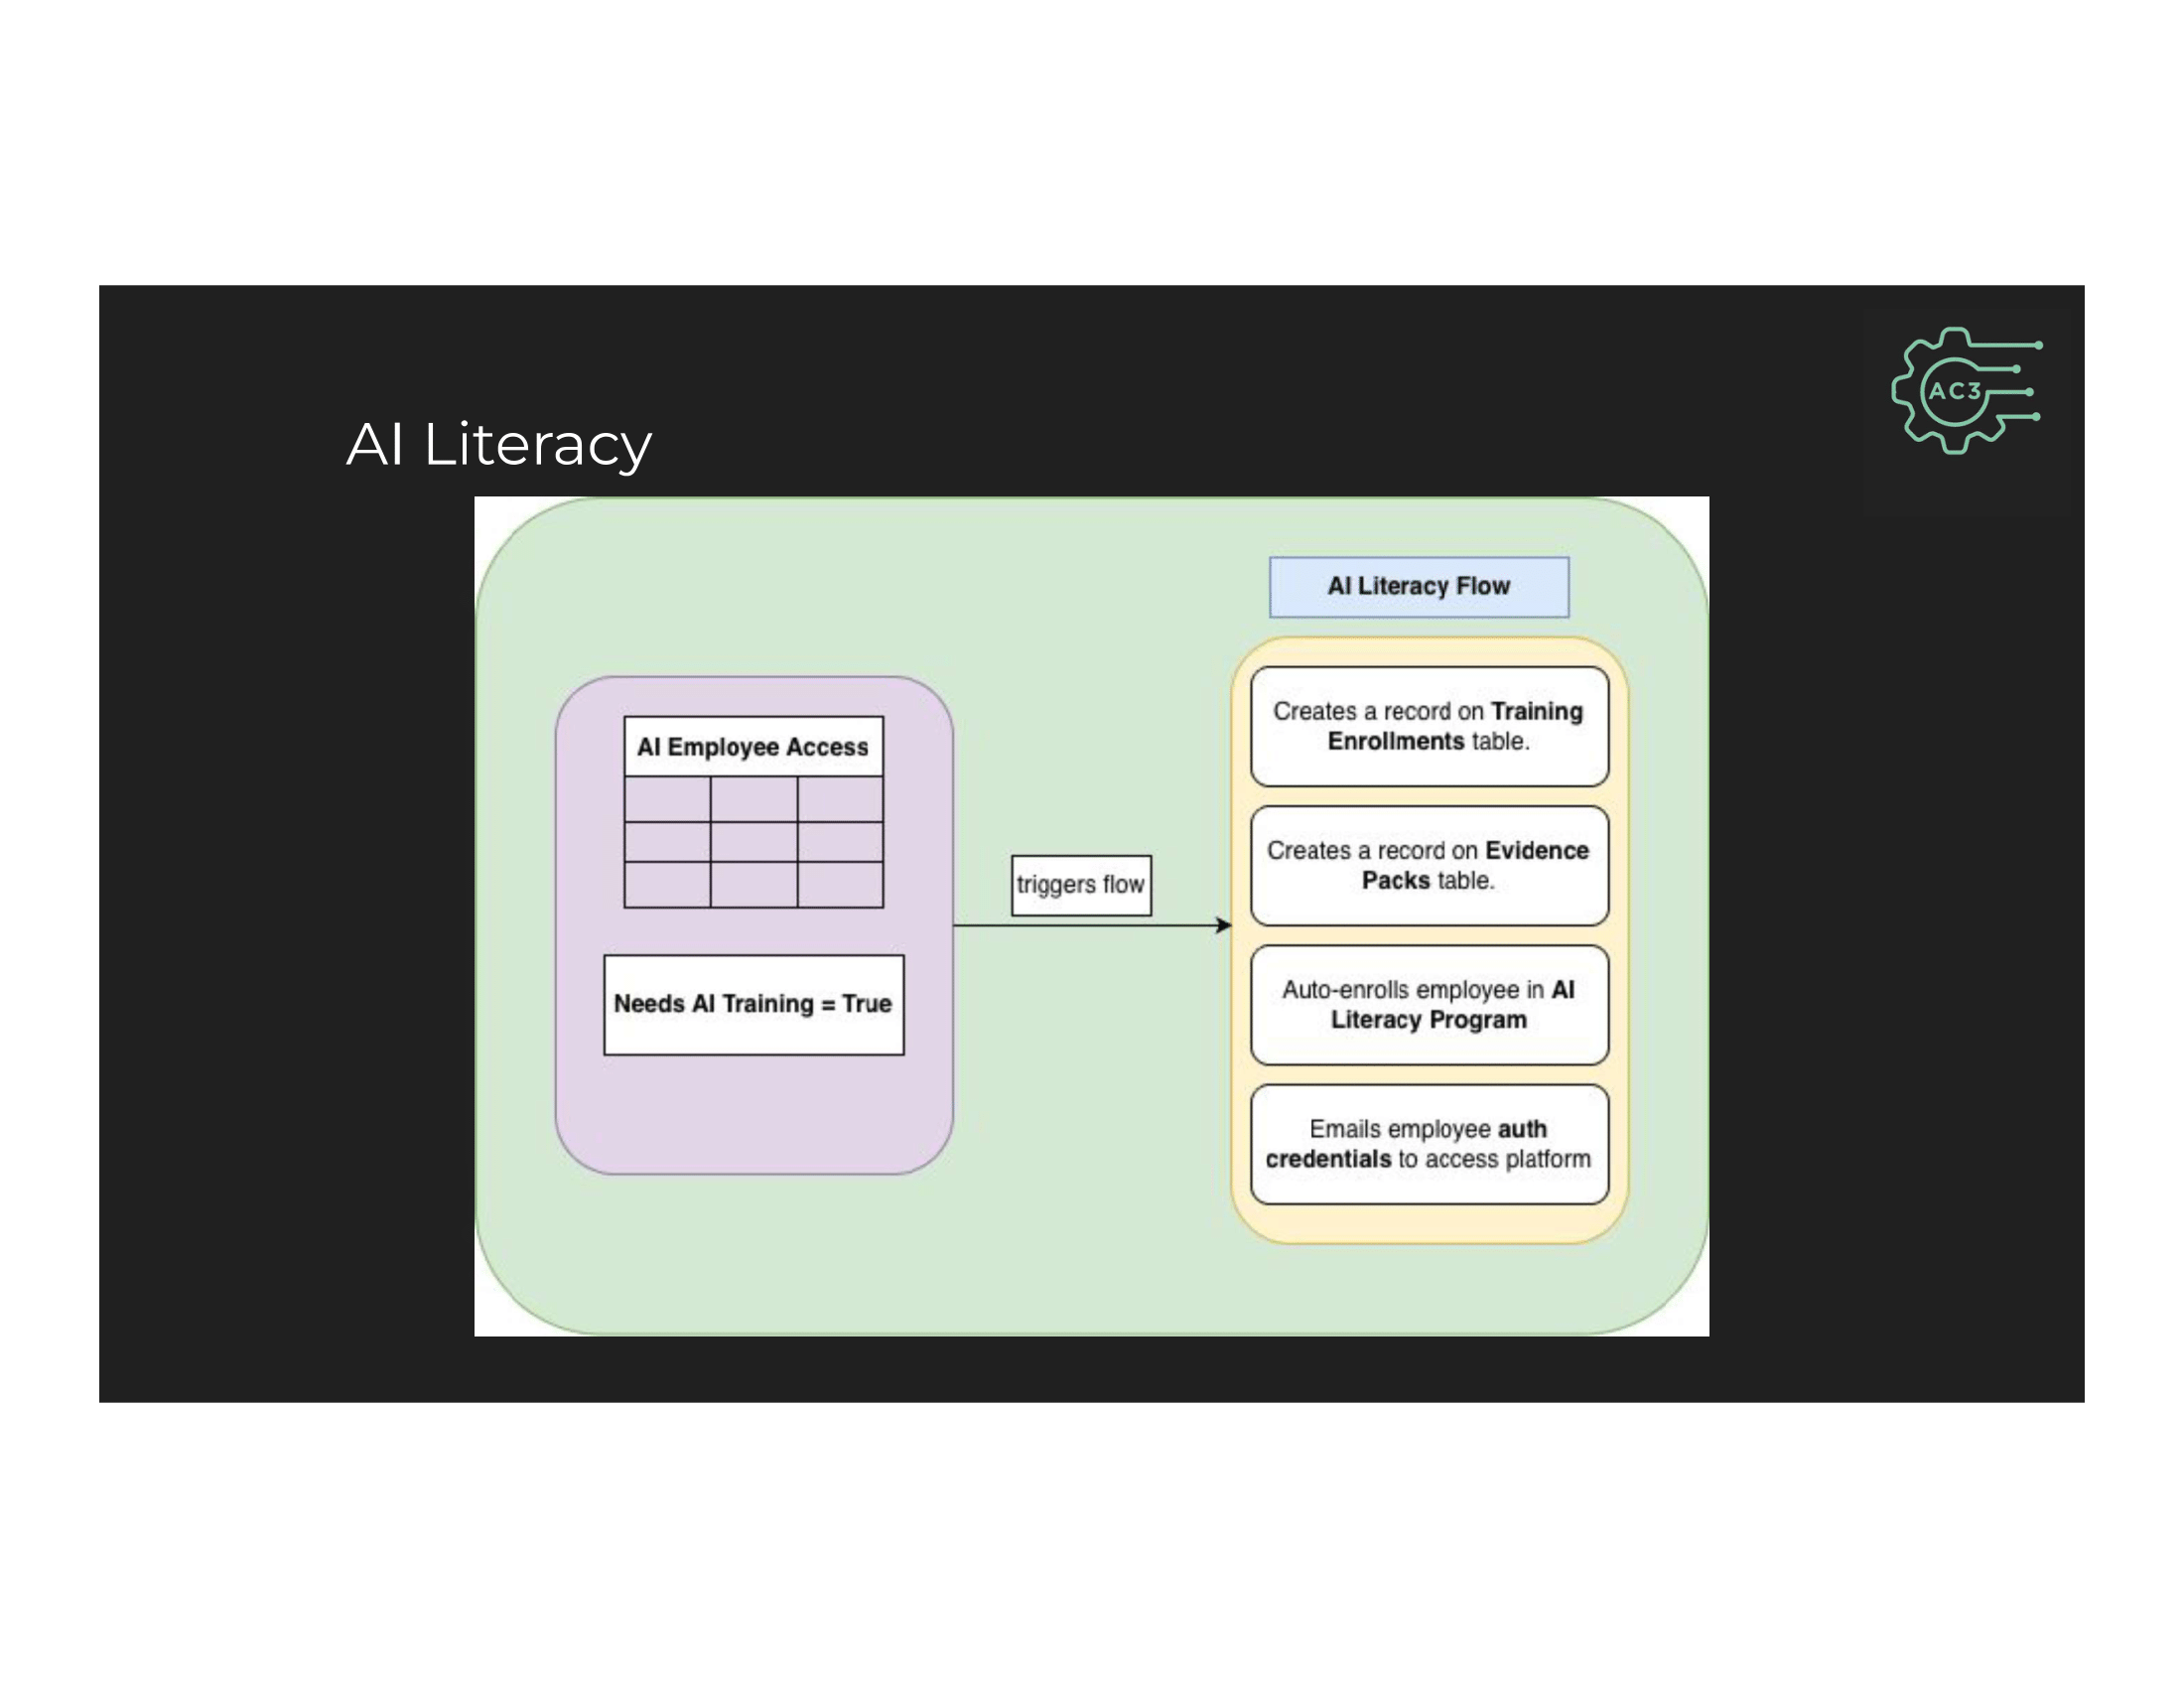 AC3
AI Literacy
AI Literacy Flow
AI Employee Access
Needs AI Training = True
triggers flow
Creates a record on Training
Enrollments table.
Creates a record on Evidence
Packs table.
Auto-enrolls employee in AI
Literacy Program
Emails employee auth
credentials to access platform